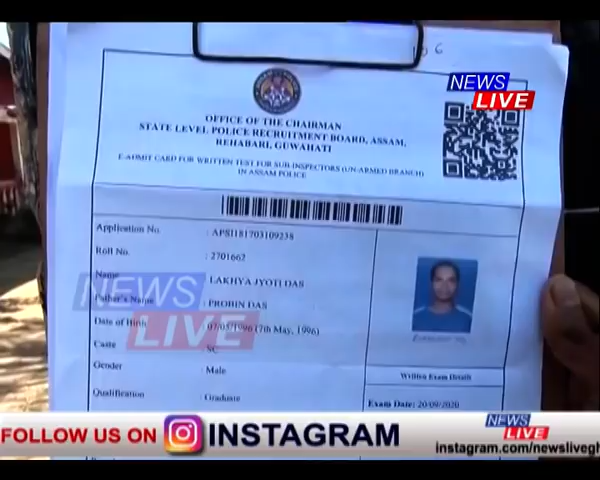 06
NEWS
LIVE
OFFICE OF THE CHAIRMAN
STATE LEVEL POLICE RECRUITMENT BOARD, ASSAM,
REHABARI, GUWAHATI
E-ADMIT CARD FOR WRITTEN TEST FOR SUB-INSPECTORS (UN-ARMED BRANCH)
IN ASSAM POLICE
Application No. : APSI181703109238
Roll No. : 2701662
Name : LAKHYA JYOTI DAS
NEWS
LIVE
Father's Name : PROBIN DAS
Date of Birth : 07/05/1996 (7th May, 1996)
Caste : SC
Gender : Male
Qualification : Graduate
Written Exam Details
Exam Date: 20/09/2020
FOLLOW US ON INSTAGRAM
NEWS
LIVE
instagram.com/newslivegh